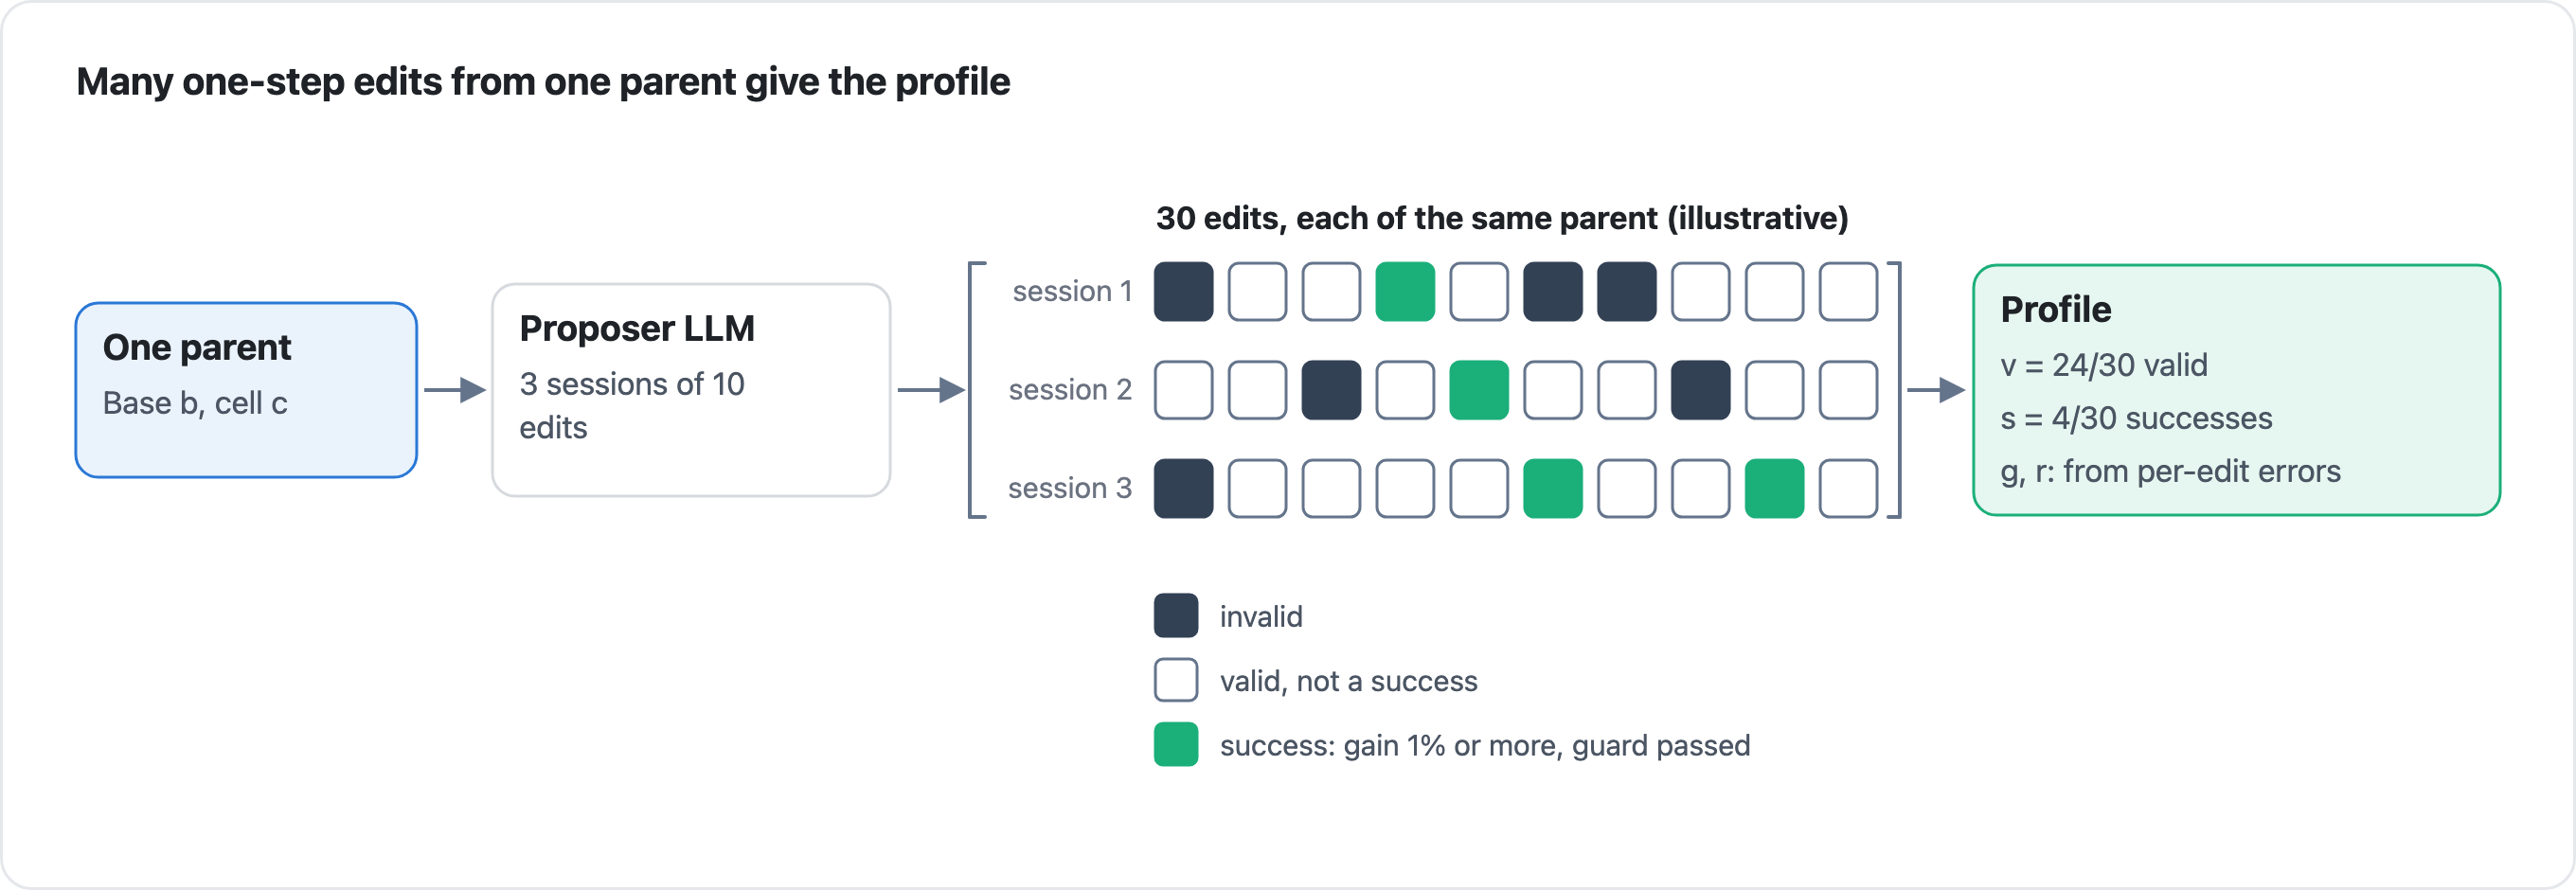 Many one-step edits from one parent give the profile
One parent
Base b, cell c
Proposer LLM
3 sessions of 10
edits
30 edits, each of the same parent (illustrative)
session 1
session 2
session 3
Profile
v = 24/30 valid
s = 4/30 successes
g, r: from per-edit errors
invalid
valid, not a success
success: gain 1% or more, guard passed